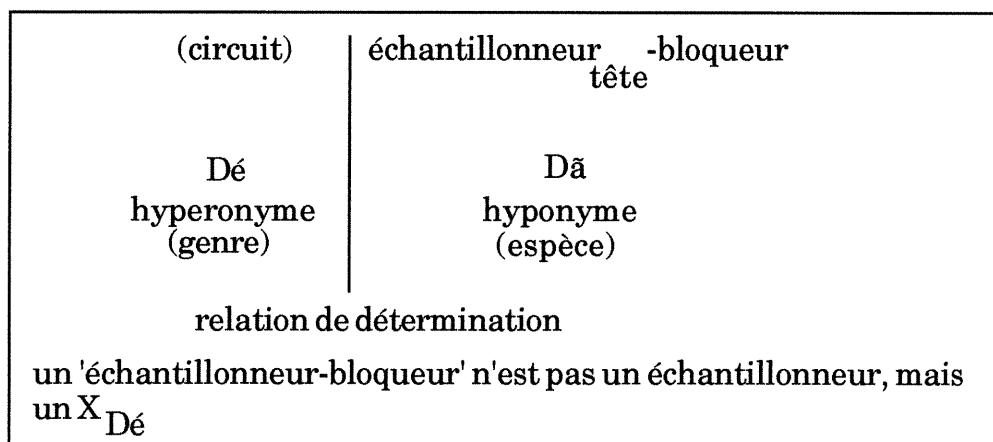 (circuit) échantillonneur tête -bloqueur
Dé Dã
hyperonyme hyponyme
(genre) (espèce)
relation de détermination
un 'échantillonneur-bloqueur' n'est pas un échantillonneur, mais
un X Dé